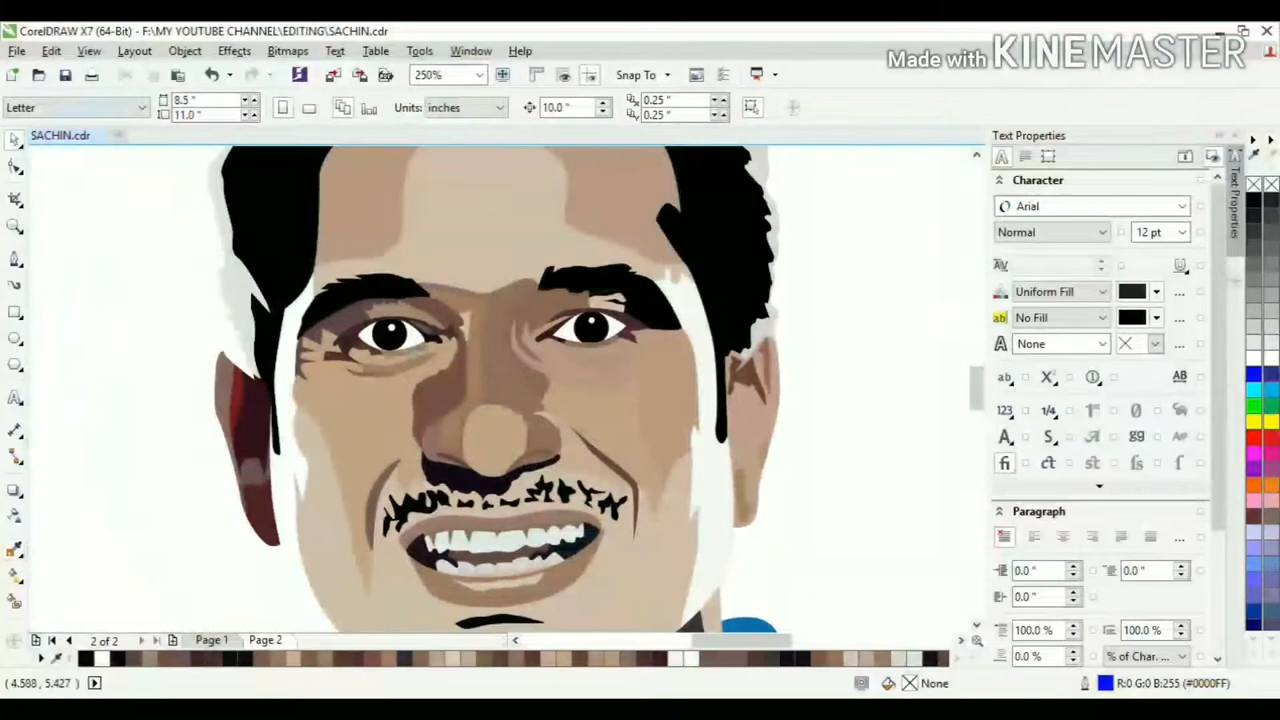 CorelDRAW X7 (64-Bit) - F:\MY YOUTUBE CHANNEL\EDITING\SACHIN.cdr
File Edit View Layout Object Effects Bitmaps Text Table Tools Window Help
Made with KINEMASTER
250% Snap To
Letter 8.5 " 11.0 " Units: inches 10.0 " 0.25 " 0.25 "
SACHIN.cdr
Text Properties
Character
Arial
Normal 12 pt
Uniform Fill
No Fill
None
Paragraph
0.0 " 0.0 "
0.0 "
100.0 % 100.0 %
0.0 % % of Char. ...
Text Properties
2 of 2 Page 1 Page 2
( 4.588 , 5.427 ) None R:0 G:0 B:255 (#0000FF)